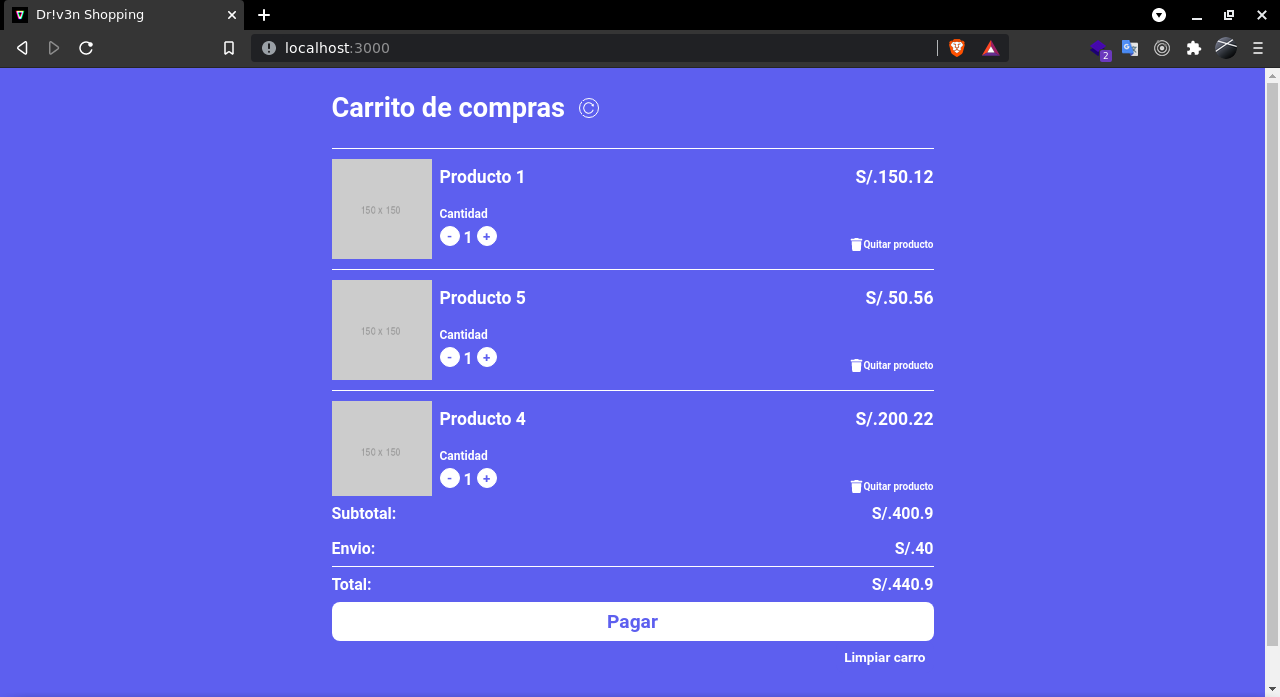 Dr!v3n Shopping
localhost:3000
2
Carrito de compras
150 x 150
Producto 1
S/.150.12
Cantidad
- 1 +
Quitar producto
150 x 150
Producto 5
S/.50.56
Cantidad
- 1 +
Quitar producto
150 x 150
Producto 4
S/.200.22
Cantidad
- 1 +
Quitar producto
Subtotal: S/.400.9
Envio: S/.40
Total: S/.440.9
Pagar
Limpiar carro